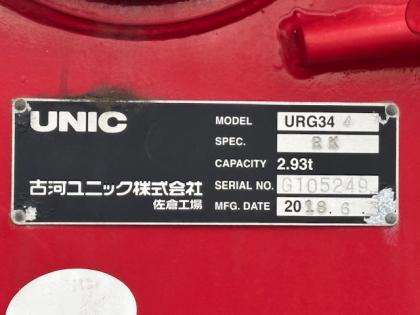 UNIC
MODEL URG344
SPEC. RK
CAPACITY 2.93t
SERIAL NO. G105249
MFG. DATE 2018.6
古河ユニック株式会社
佐倉工場